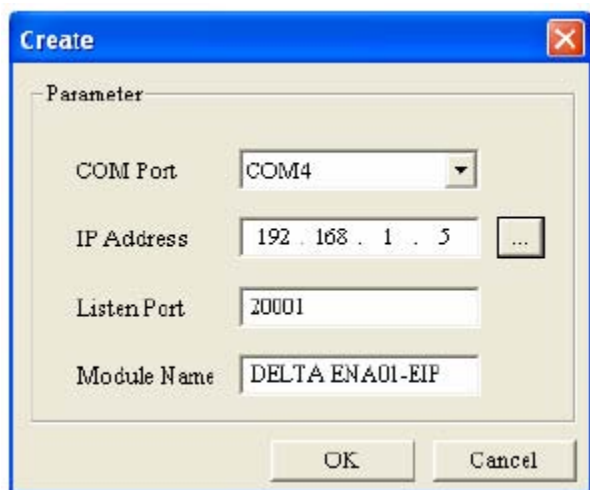 Create
Parameter
COM Port COM4
IP Address 192 . 168 . 1 . 5 ...
Listen Port 20001
Module Name DELTA ENA01-EIP
OK Cancel